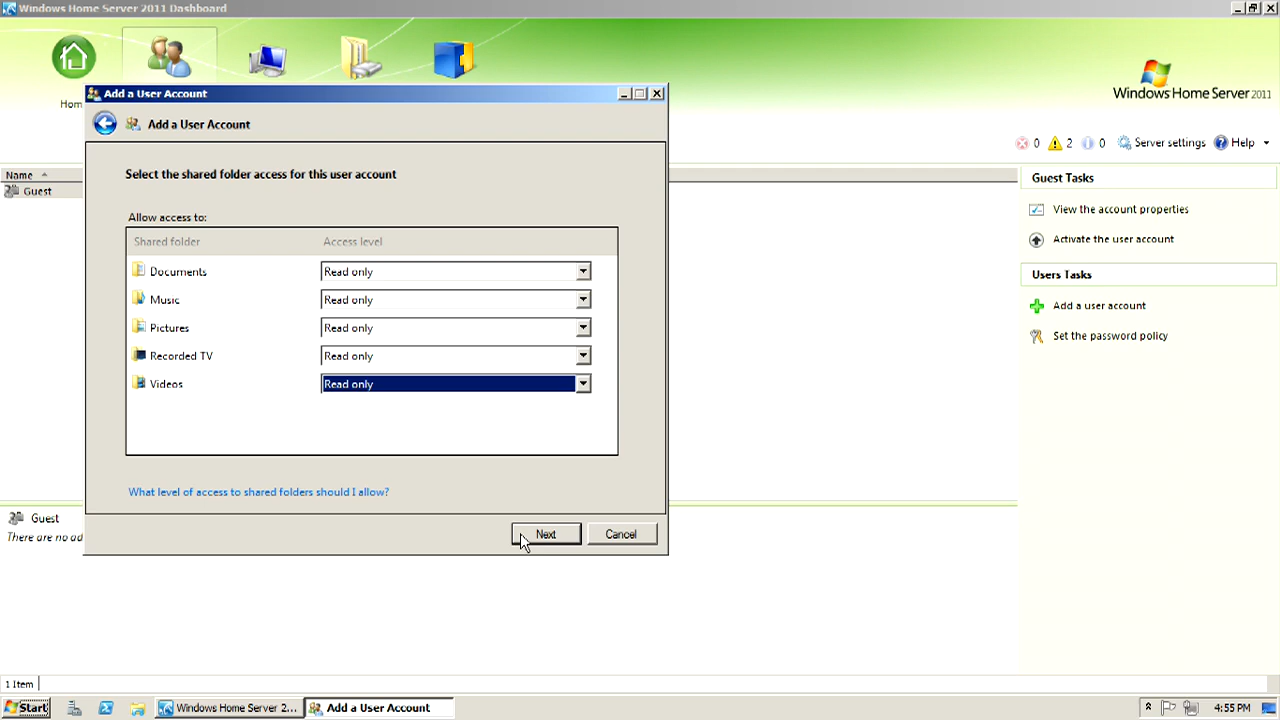 Windows Home Server 2011 Dashboard
Hom
Windows Home Server 2011
Add a User Account
Add a User Account
0 2 0 Server settings Help
Name
Guest
Select the shared folder access for this user account
Allow access to:
Shared folder Access level
Documents Read only
Music Read only
Pictures Read only
Recorded TV Read only
Videos Read only
What level of access to shared folders should I allow?
Next Cancel
Guest Tasks
View the account properties
Activate the user account
Users Tasks
Add a user account
Set the password policy
Guest
There are no ad
1 Item
Start Windows Home Server 2... Add a User Account 4:55 PM